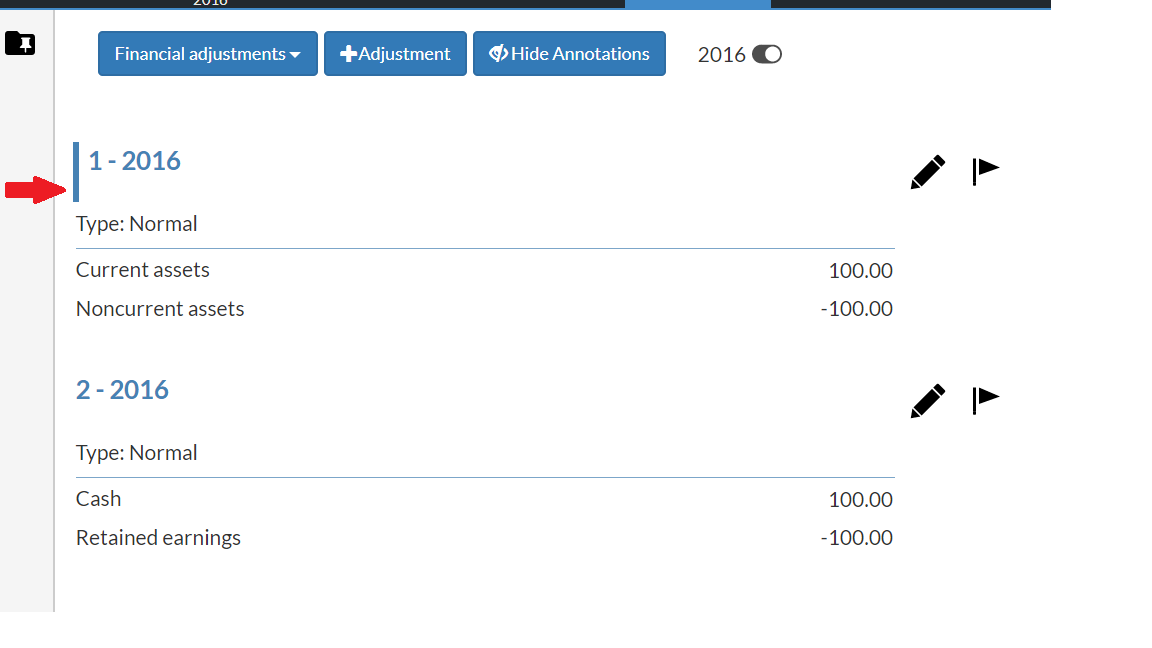 2016
Financial adjustments
Adjustment
Hide Annotations
2016
1 - 2016
Type: Normal
Current assets 100.00
Noncurrent assets -100.00
2 - 2016
Type: Normal
Cash 100.00
Retained earnings -100.00